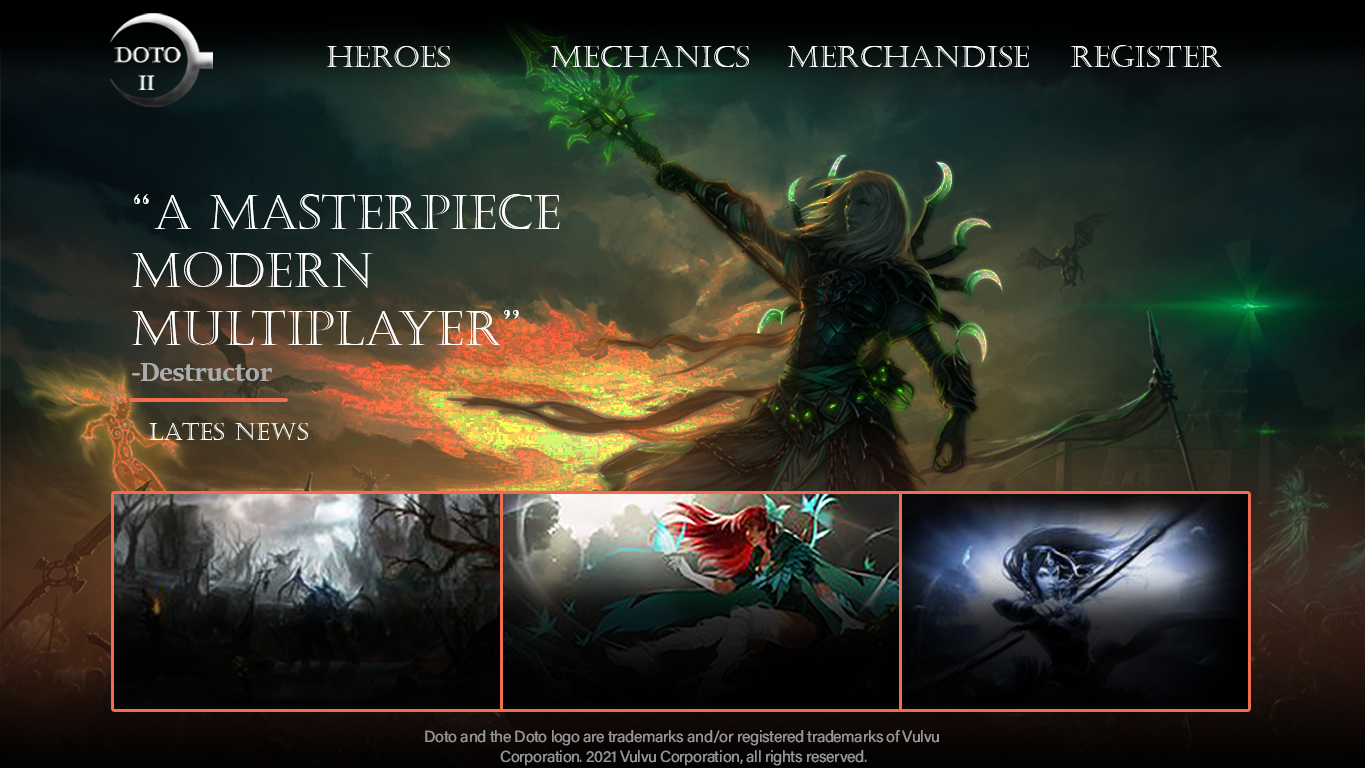 DOTO
II
HEROES MECHANICS MERCHANDISE REGISTER
“A MASTERPIECE
MODERN
MULTIPLAYER”
-Destructor
LATES NEWS
Doto and the Doto logo are trademarks and/or registered trademarks of Vulvu
Corporation. 2021 Vulvu Corporation, all rights reserved.